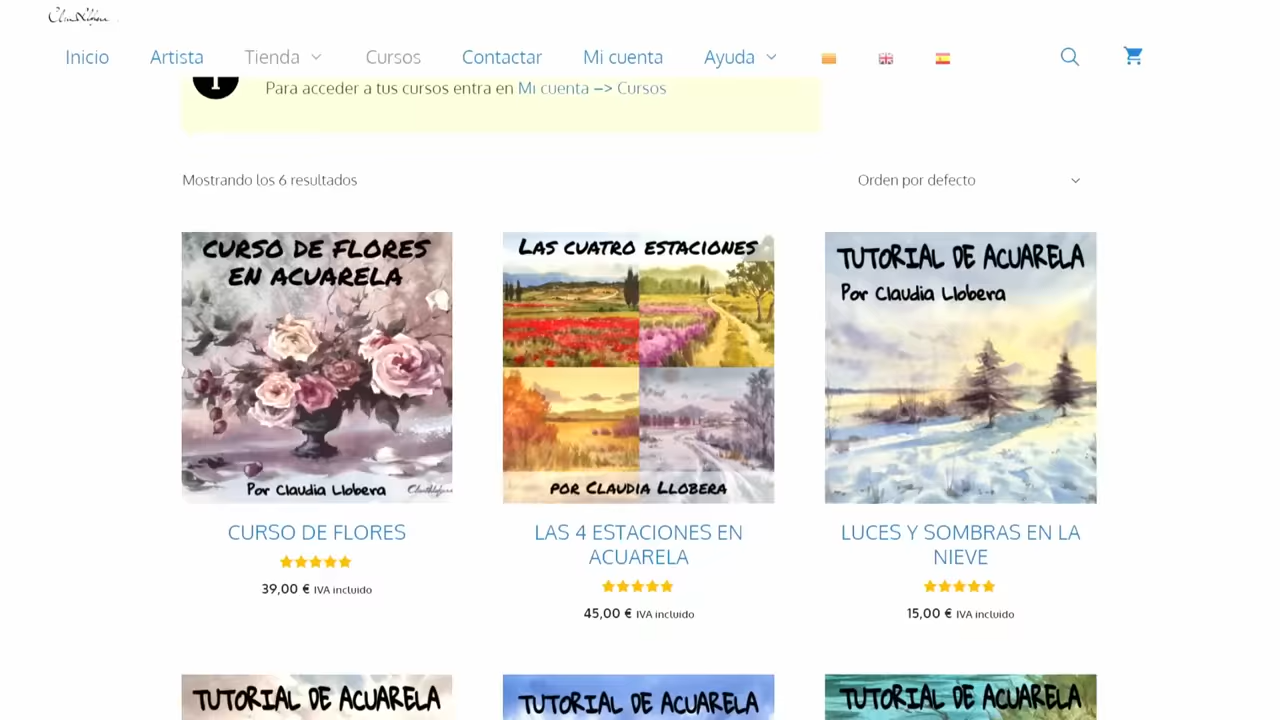 Inicio Artista Tienda Cursos Contactar Mi cuenta Ayuda
Para acceder a tus cursos entra en Mi cuenta –> Cursos
Mostrando los 6 resultados
Orden por defecto
CURSO DE FLORES
EN ACUARELA
Por Claudia Llobera
LAS CUATRO ESTACIONES
POR CLAUDIA LLOBERA
TUTORIAL DE ACUARELA
Por Claudia Llobera
CURSO DE FLORES
39,00 € IVA incluido
LAS 4 ESTACIONES EN
ACUARELA
45,00 € IVA incluido
LUCES Y SOMBRAS EN LA
NIEVE
15,00 € IVA incluido
TUTORIAL DE ACUARELA
TUTORIAL DE ACUARELA
TUTORIAL DE ACUARELA